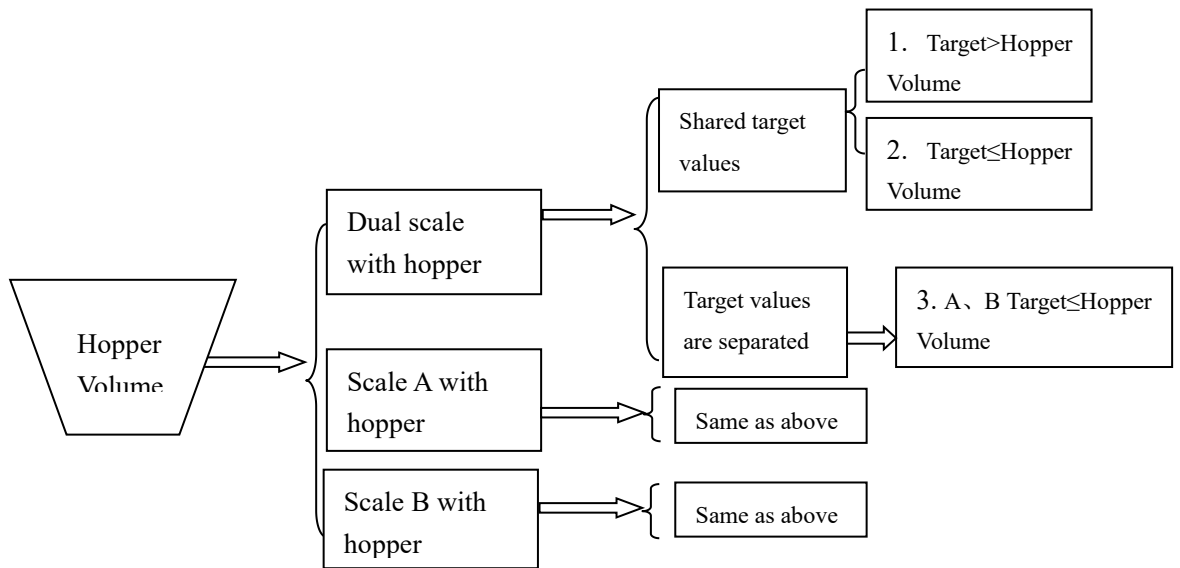 1. Target>Hopper
Volume
Shared target
values
2. Target≤Hopper
Volume
Dual scale
with hopper
Target values
are separated
3. A、B Target≤Hopper
Volume
Hopper
Volume
Scale A with
hopper
Same as above
Scale B with
hopper
Same as above